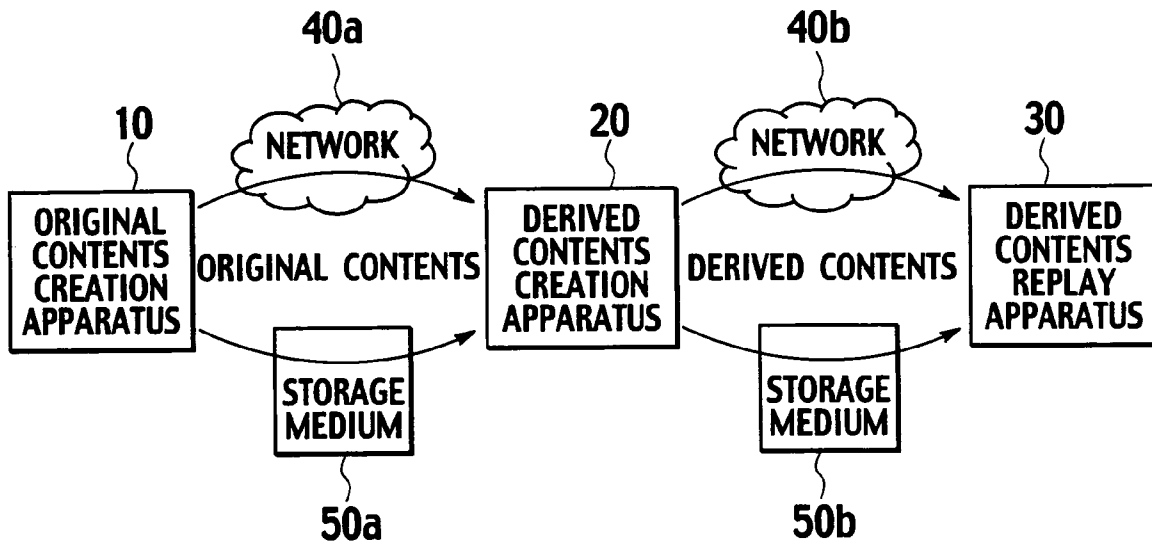 40a
40b
10
NETWORK
20
NETWORK
30
ORIGINAL
CONTENTS
CREATION
APPARATUS
ORIGINAL CONTENTS
DERIVED
CONTENTS
CREATION
APPARATUS
DERIVED CONTENTS
DERIVED
CONTENTS
REPLAY
APPARATUS
STORAGE
MEDIUM
STORAGE
MEDIUM
50a
50b